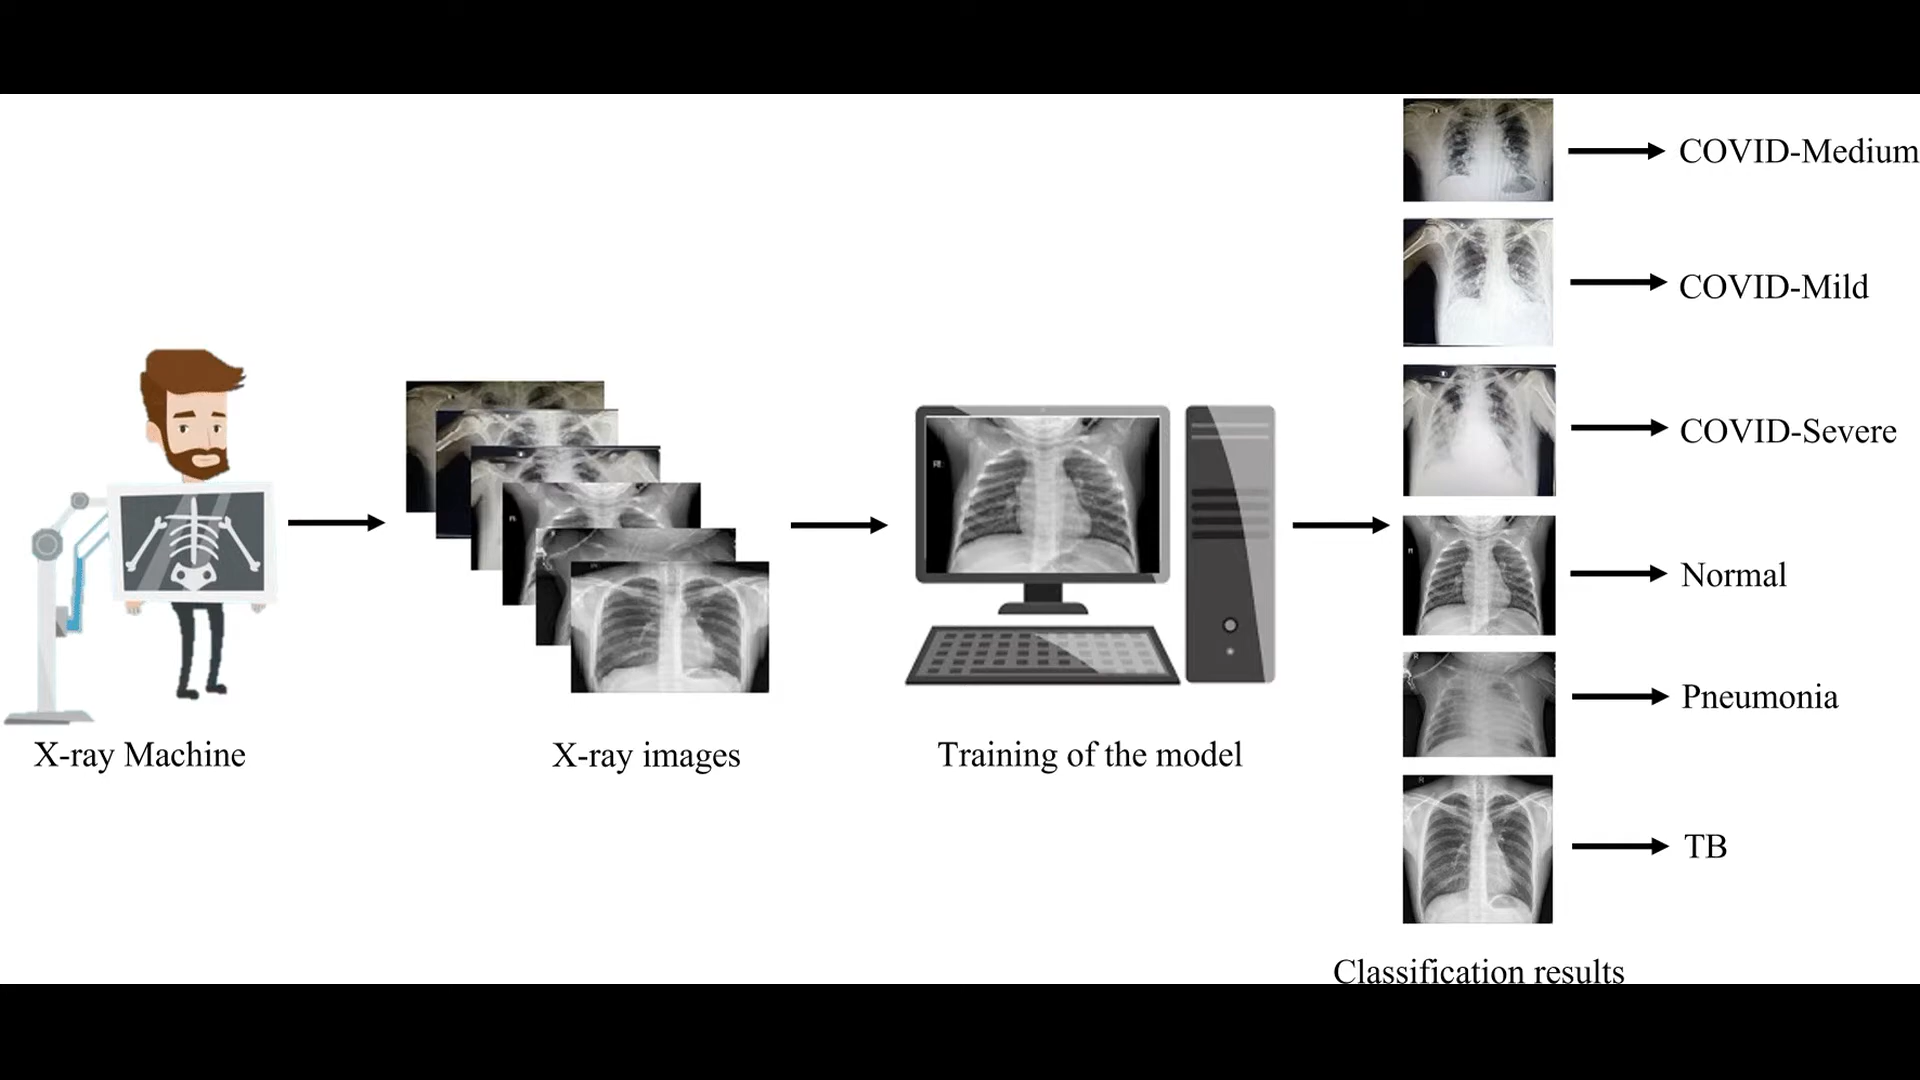 COVID-Medium
COVID-Mild
COVID-Severe
Normal
Pneumonia
TB
X-ray Machine
X-ray images
Training of the model
Classification results